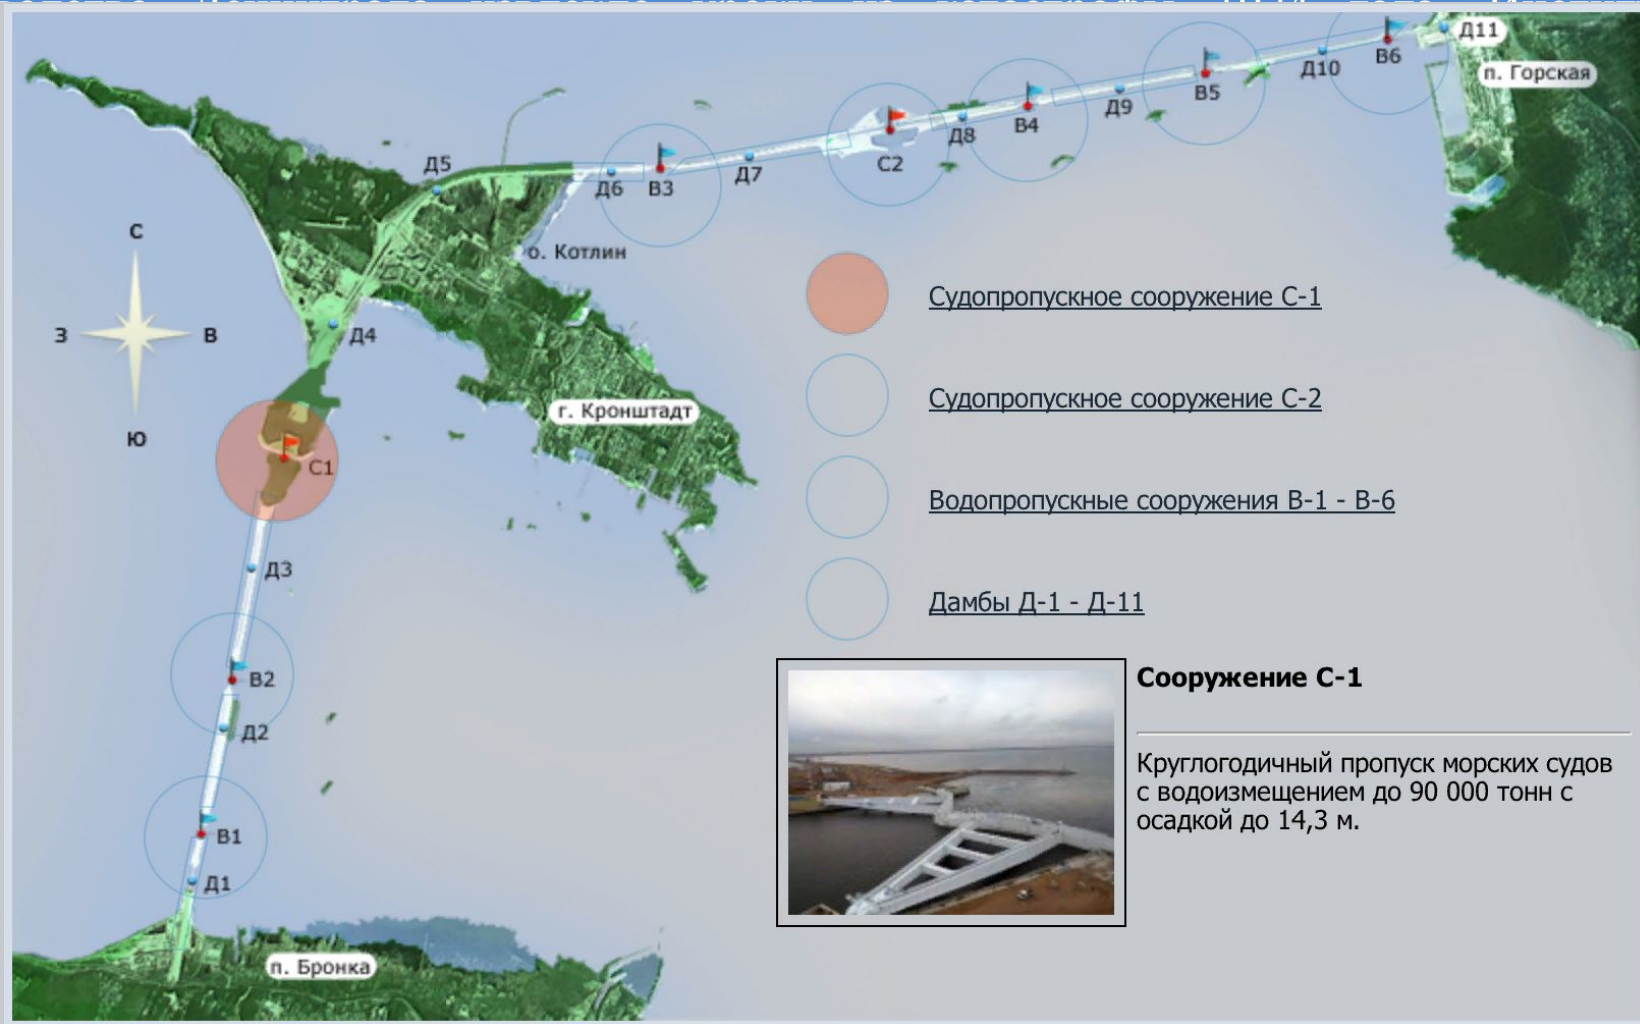 Д11
В6
п. Горская
Д10
В5
Д9
В4
Д8
С2
Д7
В3
Д6
Д5
о. Котлин
С
З
В
Ю
Д4
г. Кронштадт
С1
Д3
В2
Д2
В1
Д1
п. Бронка
Судопропускное сооружение С-1
Судопропускное сооружение С-2
Водопропускные сооружения В-1 - В-6
Дамбы Д-1 - Д-11
Сооружение С-1
Круглогодичный пропуск морских судов
с водоизмещением до 90 000 тонн с
осадкой до 14,3 м.